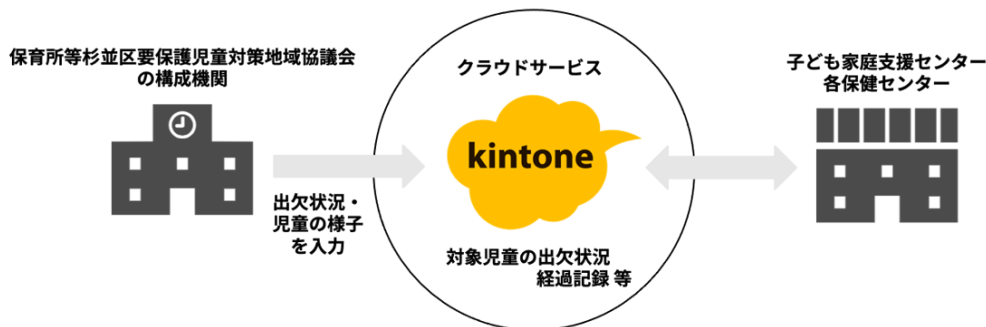 保育所等杉並区要保護児童対策地域協議会
の構成機関
出欠状況・
児童の様子
を入力
クラウドサービス
kintone
対象児童の出欠状況
経過記録 等
子ども家庭支援センター
各保健センター